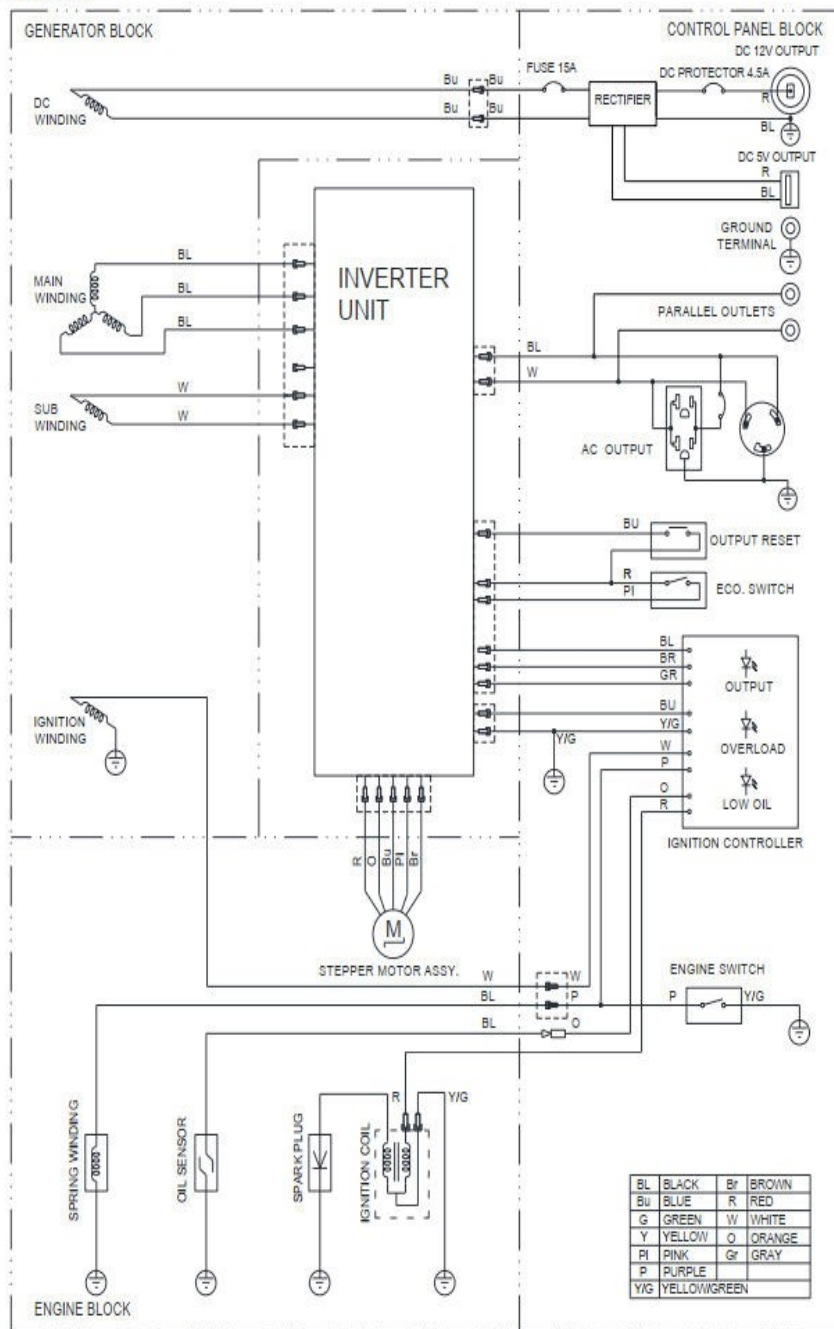 GENERATOR BLOCK
CONTROL PANEL BLOCK
DC 12V OUTPUT
FUSE 15A
DC PROTECTOR 4.5A
Bu
Bu
RECTIFIER
R
DC
WINDING
Bu
Bu
BL
DC 5V OUTPUT
R
BL
GROUND
TERMINAL
INVERTER
UNIT
BL
MAIN
WINDING
BL
BL
PARALLEL OUTLETS
BL
W
W
SUB
WINDING
W
AC OUTPUT
BU
OUTPUT RESET
R
PI
ECO. SWITCH
BL
BR
GR
OUTPUT
BU
Y/G
Y/G
OVERLOAD
W
P
O
LOW OIL
R
IGNITION CONTROLLER
IGNITION
WINDING
R
O
Bu
PI
Br
M
STEPPER MOTOR ASSY.
W
W
BL
P
ENGINE SWITCH
P
Y/G
BL
O
R
Y/G
SPRING WINDING
OIL SENSOR
SPARK PLUG
IGNITION COIL
BL BLACK Br BROWN
Bu BLUE R RED
G GREEN W WHITE
Y YELLOW O ORANGE
PI PINK Gr GRAY
P PURPLE
Y/G YELLOW/GREEN
ENGINE BLOCK